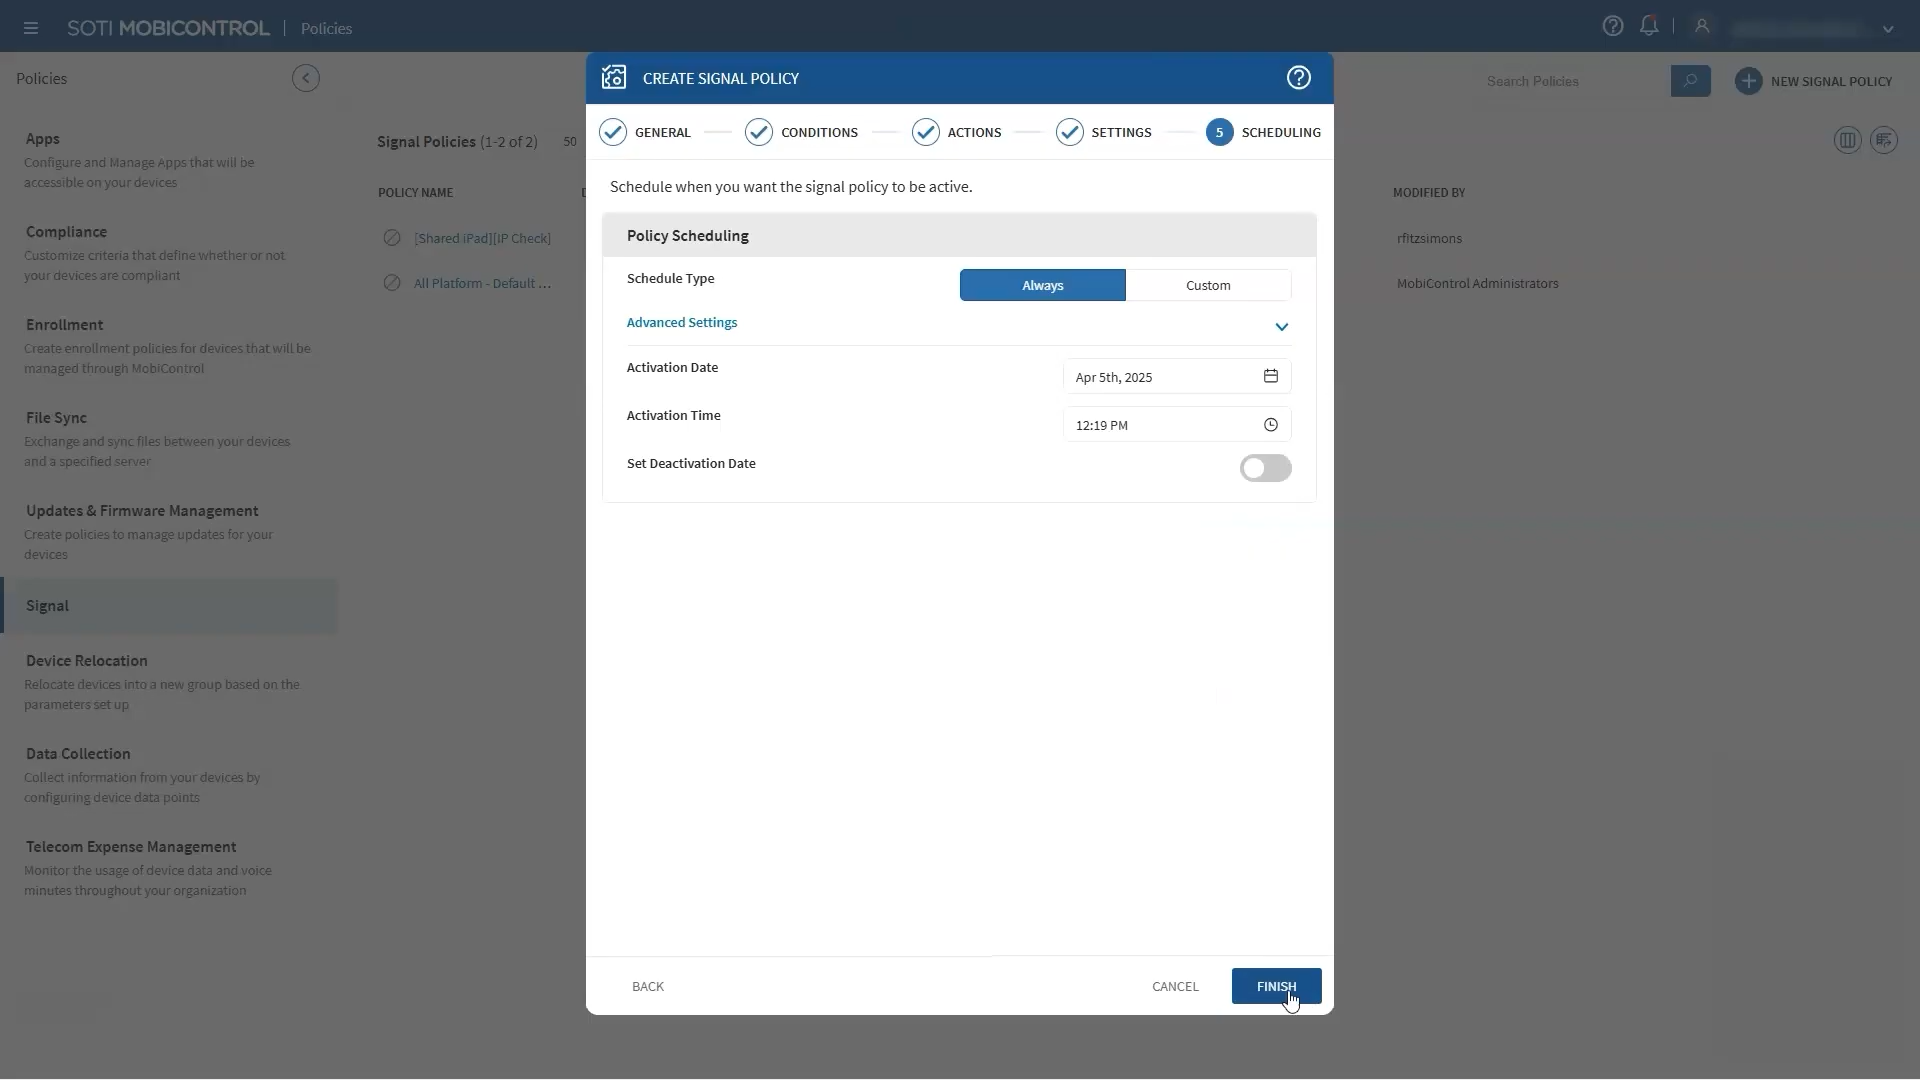 SOTI MOBICONTROL | Policies
Policies
Apps
Configure and Manage Apps that will be
accessible on your devices
Compliance
Customize criteria that define whether or not
your devices are compliant
Enrollment
Create enrollment policies for devices that will be
managed through MobiControl
File Sync
Exchange and sync files between your devices
and a specified server
Updates & Firmware Management
Create policies to manage updates for your
devices
Signal
Device Relocation
Relocate devices into a new group based on the
parameters set up
Data Collection
Collect information from your devices by
configuring device data points
Telecom Expense Management
Monitor the usage of device data and voice
minutes throughout your organization
Signal Policies (1-2 of 2) 50
POLICY NAME
[Shared iPad][IP Check]
All Platform - Default ...
CREATE SIGNAL POLICY
GENERAL
CONDITIONS
ACTIONS
SETTINGS
5 SCHEDULING
Schedule when you want the signal policy to be active.
Policy Scheduling
Schedule Type
Always
Custom
Advanced Settings
Activation Date
Apr 5th, 2025
Activation Time
12:19 PM
Set Deactivation Date
BACK
CANCEL
FINISH
Search Policies
NEW SIGNAL POLICY
MODIFIED BY
rfitzsimons
MobiControl Administrators